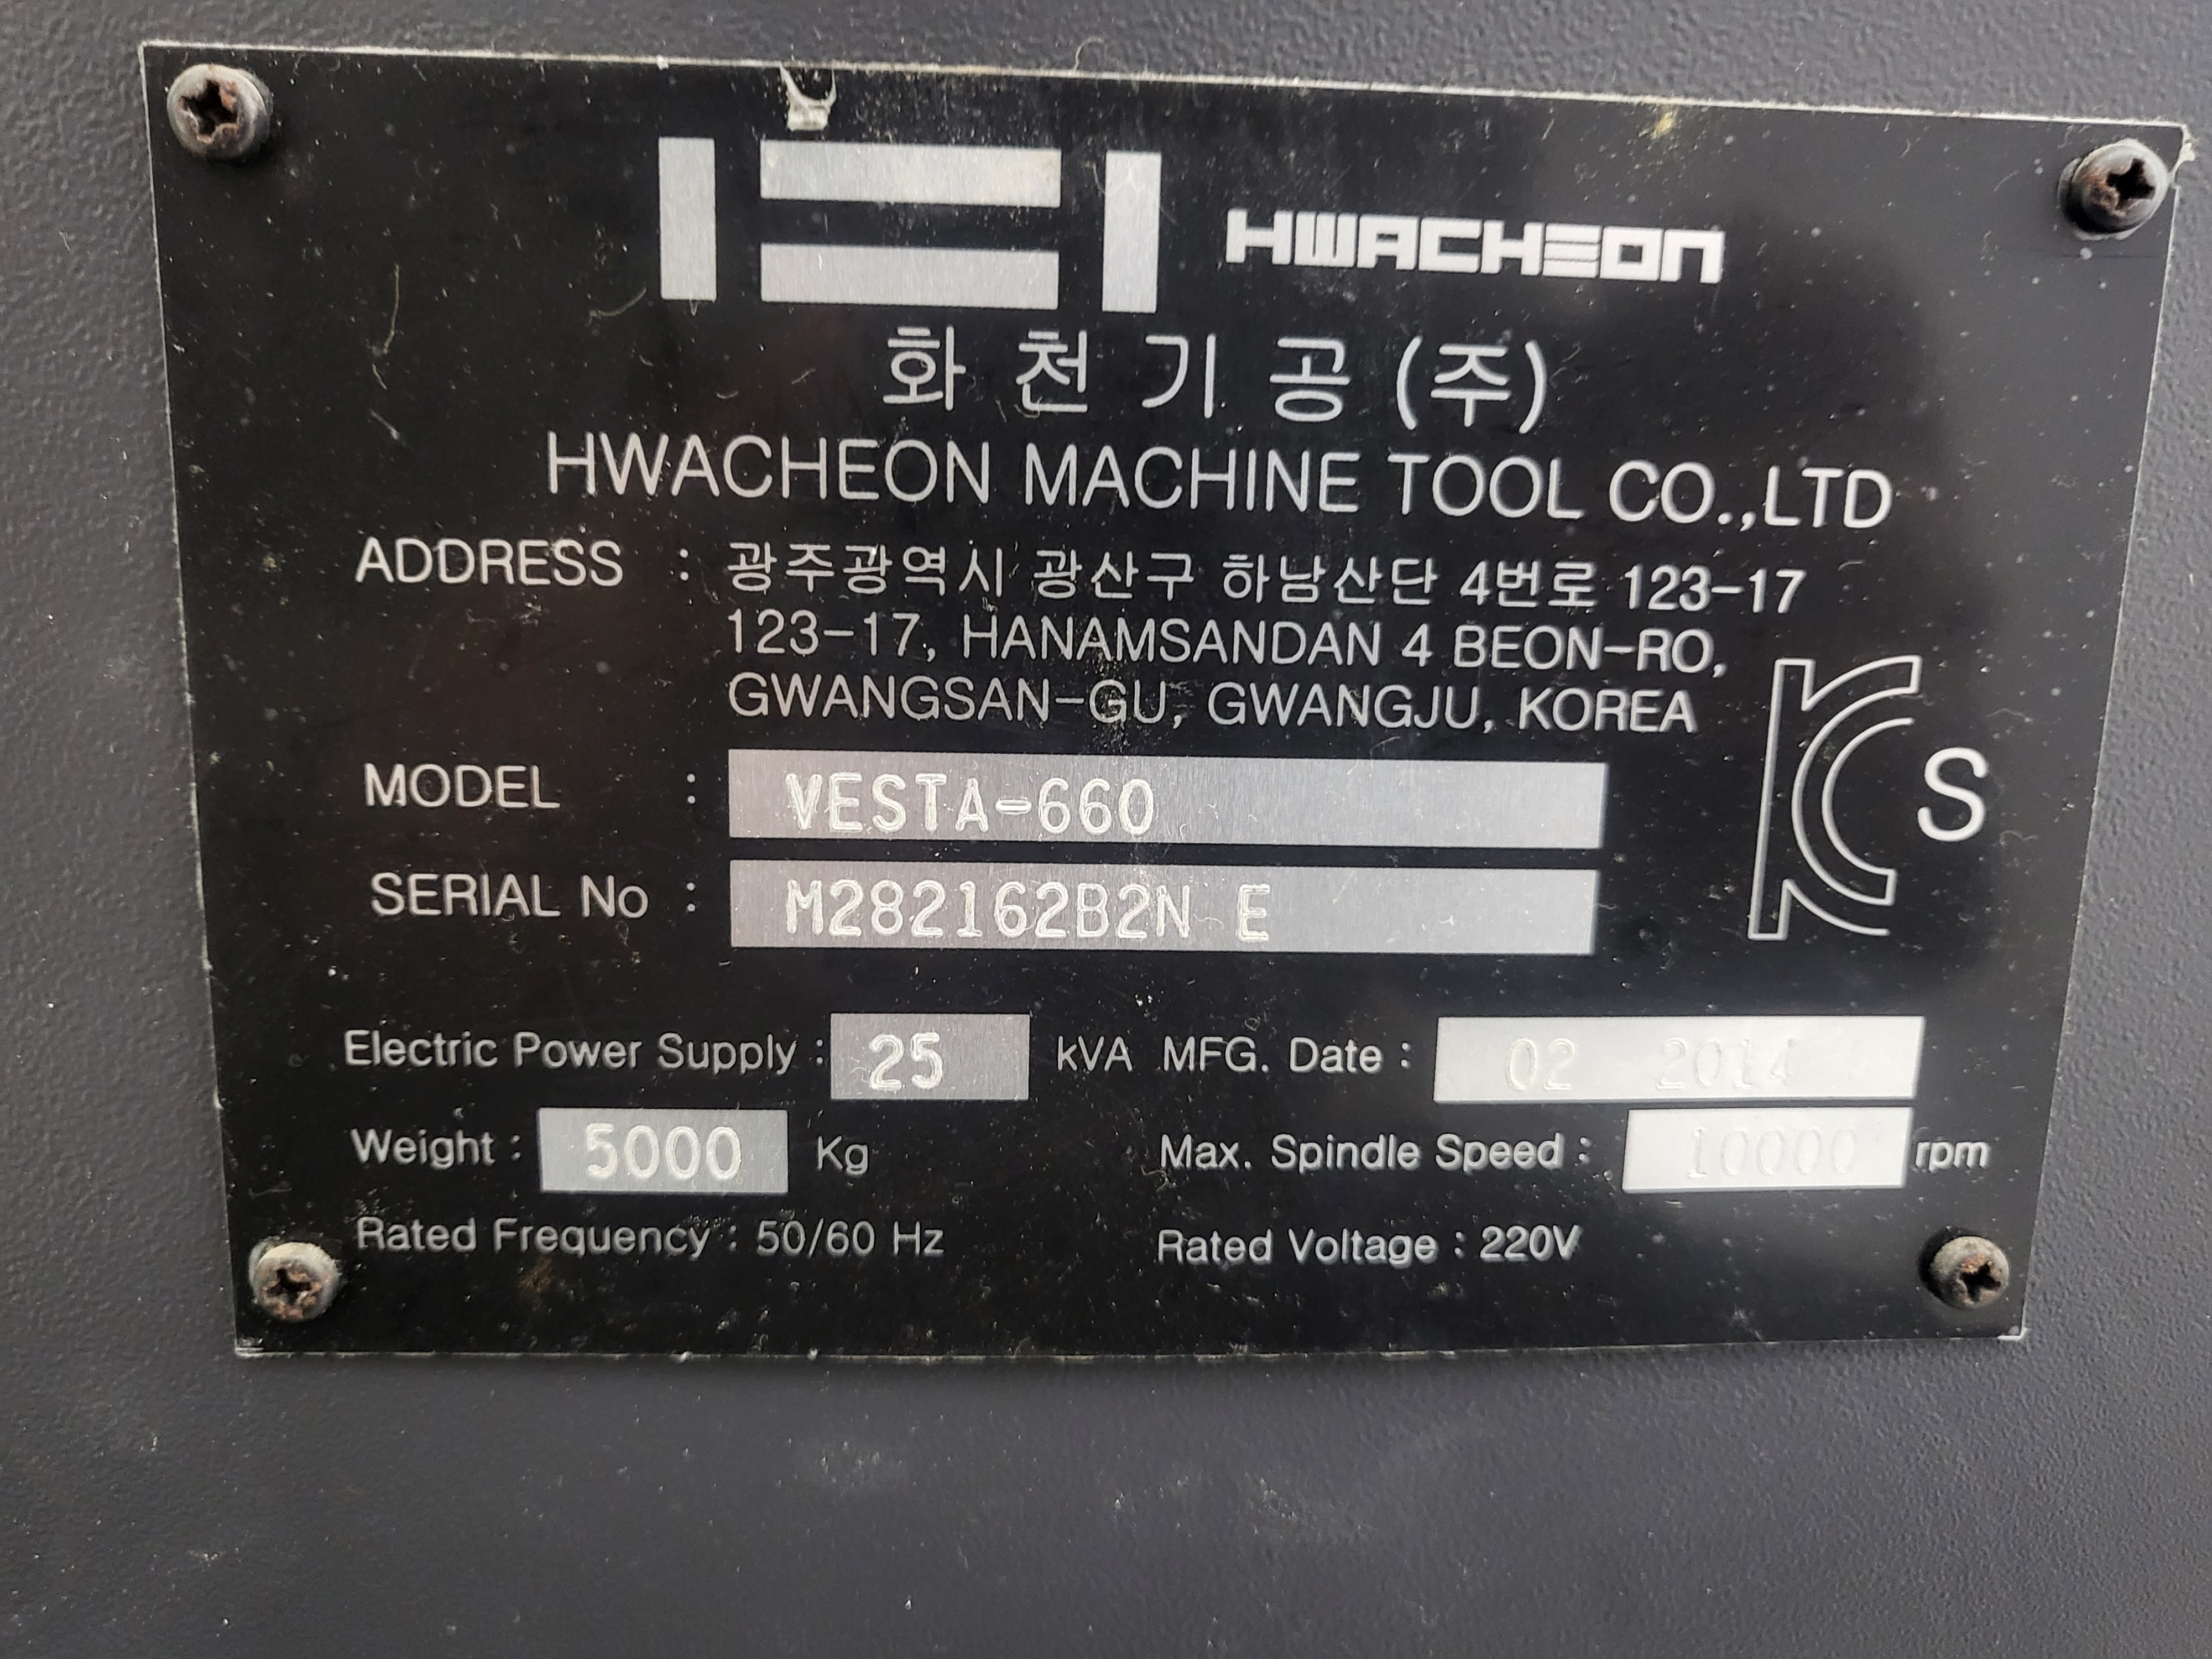 HWACHEON
화천기공(주)
HWACHEON MACHINE TOOL CO.,LTD
ADDRESS : 광주광역시 광산구 하남산단 4번로 123-17
123-17, HANAMSANDAN 4 BEON-RO,
GWANGSAN-GU, GWANGJU, KOREA
MODEL : VESTA-660
SERIAL No : M282162B2N E
S
Electric Power Supply : 25 kVA MFG. Date : 02 2014
Weight : 5000 Kg Max. Spindle Speed : 10000 rpm
Rated Frequency : 50/60 Hz Rated Voltage : 220V